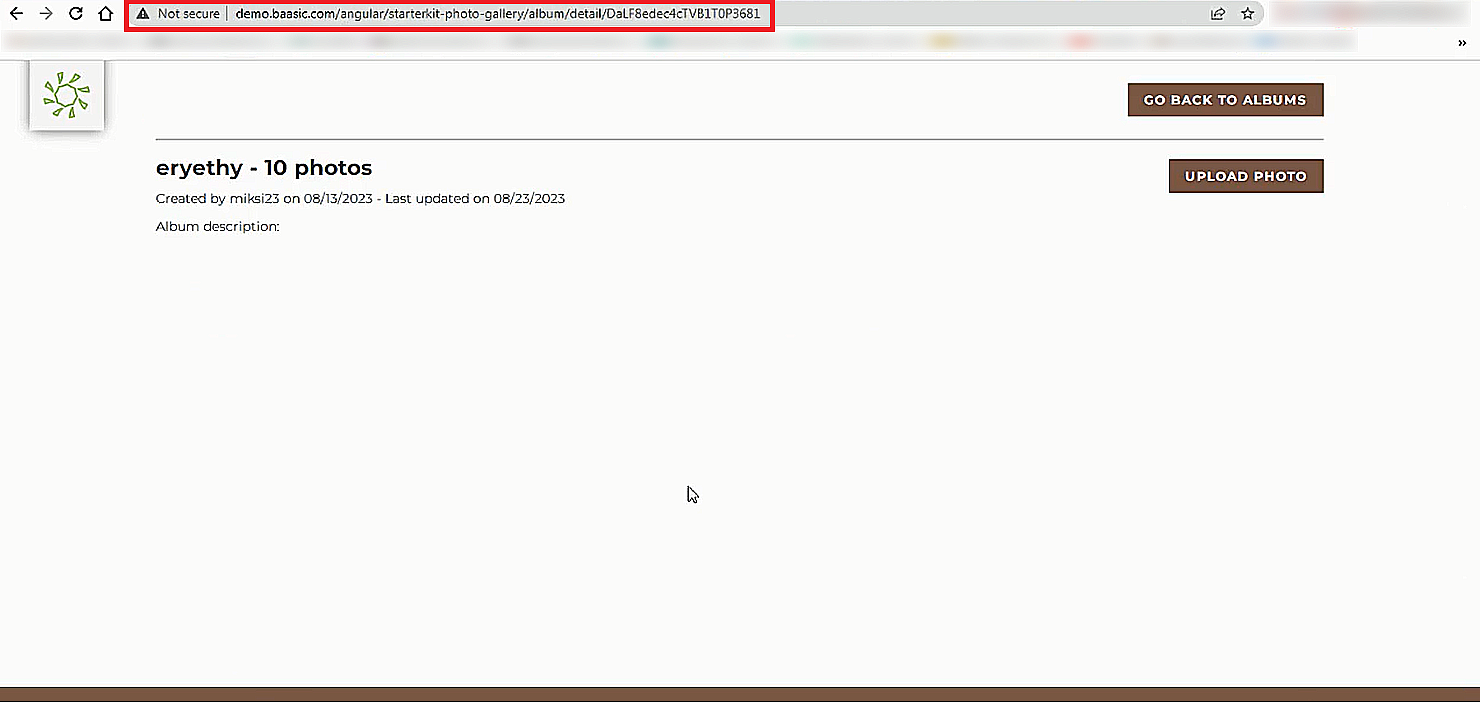 Not secure demo.baasic.com/angular/starterkit-photo-gallery/album/detail/DaLF8edec4cTVB1T0P3681
»
GO BACK TO ALBUMS
eryethy - 10 photos
UPLOAD PHOTO
Created by miksi23 on 08/13/2023 - Last updated on 08/23/2023
Album description: